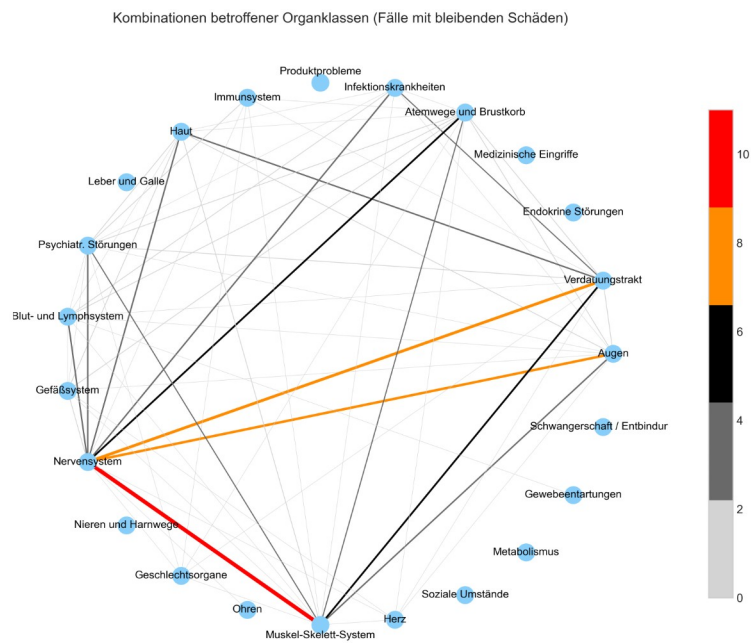 Kombinationen betroffener Organklassen (Fälle mit bleibenden Schäden)
Produktprobleme
Immunsystem
Infektionskrankheiten
Atemwege und Brustkorb
Haut
Medizinische Eingriffe
Leber und Galle
Endokrine Störungen
Psychiatr. Störungen
Verdauungstrakt
Blut- und Lymphsystem
Augen
Gefäßsystem
Schwangerschaft / Entbindur
Nervensystem
Gewebeentartungen
Nieren und Harnwege
Metabolismus
Geschlechtsorgane
Soziale Umstände
Ohren
Herz
Muskel-Skelett-System
10
8
6
4
2
0